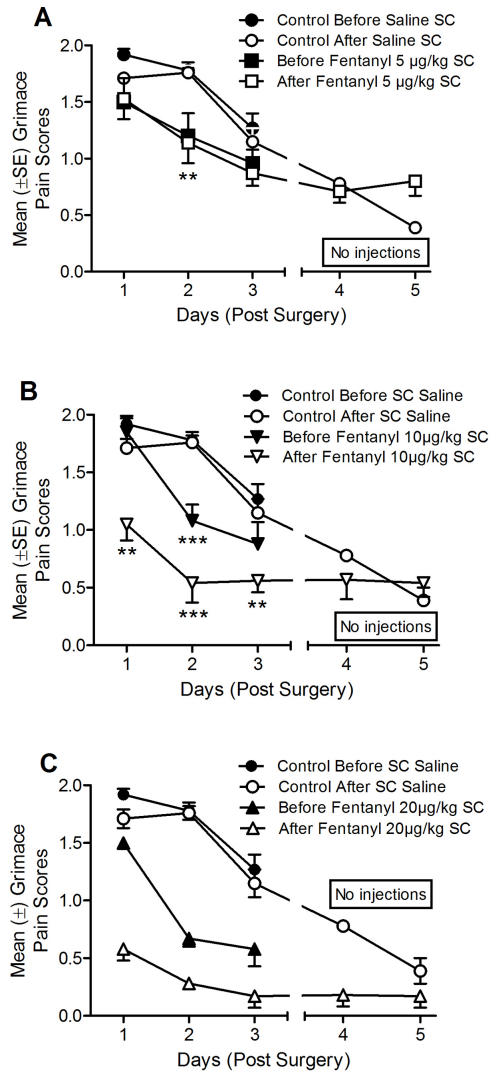 A
Control Before Saline SC
Control After Saline SC
Before Fentanyl 5 µg/kg SC
After Fentanyl 5 µg/kg SC
Mean (±SE) Grimace
Pain Scores
2.0
1.5
1.0
0.5
0.0
**
No injections
1 2 3 4 5
Days (Post Surgery)
B
Control Before SC Saline
Control After SC Saline
Before Fentanyl 10µg/kg SC
After Fentanyl 10µg/kg SC
Mean (±SE) Grimace
Pain Scores
2.0
1.5
1.0
0.5
0.0
***
**
*** **
No injections
1 2 3 4 5
Days (Post Surgery)
C
Control Before SC Saline
Control After SC Saline
Before Fentanyl 20µg/kg SC
After Fentanyl 20µg/kg SC
Mean (±) Grimace
Pain Scores
2.0
1.5
1.0
0.5
0.0
No injections
1 2 3 4 5
Days (Post Surgery)